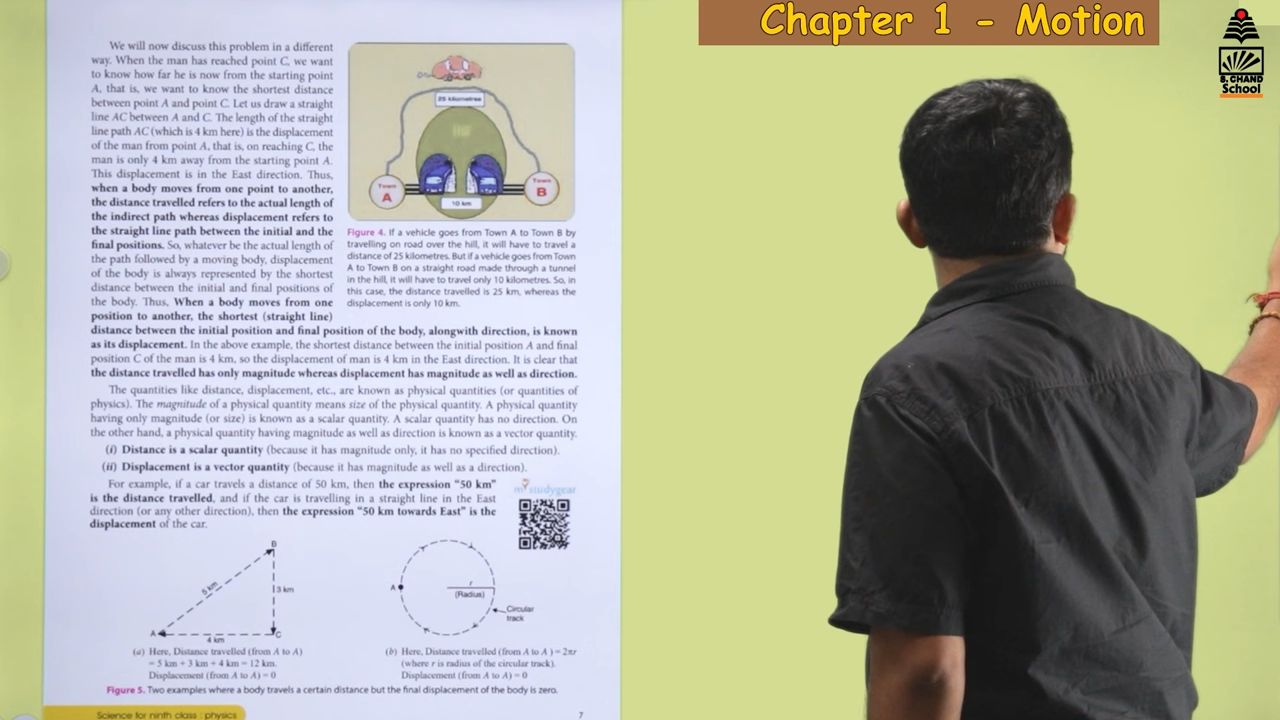 Chapter 1 - Motion
S. CHAND
School
We will now discuss this problem in a different
way. When the man has reached point C, we want
to know how far he is now from the starting point
A, that is, we want to know the shortest distance
between point A and point C. Let us draw a straight
line AC between A and C. The length of the straight
line path AC (which is 4 km here) is the displacement
of the man from point A, that is, on reaching C, the
man is only 4 km away from the starting point A.
This displacement is in the East direction. Thus,
when a body moves from one point to another,
the distance travelled refers to the actual length of
the indirect path whereas displacement refers to
the straight line path between the initial and the
final positions. So, whatever be the actual length of
the path followed by a moving body, displacement
of the body is always represented by the shortest
distance between the initial and final positions of
the body. Thus, When a body moves from one
position to another, the shortest (straight line)
distance between the initial position and final position of the body, alongwith direction, is known
as its displacement. In the above example, the shortest distance between the initial position A and final
position C of the man is 4 km, so the displacement of man is 4 km in the East direction. It is clear that
the distance travelled has only magnitude whereas displacement has magnitude as well as direction.
25 kilometres
Hill
Town
A
Town
B
10 km
Figure 4. If a vehicle goes from Town A to Town B by
travelling on road over the hill, it will have to travel a
distance of 25 kilometres. But if a vehicle goes from Town
A to Town B on a straight road made through a tunnel
in the hill, it will have to travel only 10 kilometres. So, in
this case, the distance travelled is 25 km, whereas the
displacement is only 10 km.
The quantities like distance, displacement, etc., are known as physical quantities (or quantities of
physics). The magnitude of a physical quantity means size of the physical quantity. A physical quantity
having only magnitude (or size) is known as a scalar quantity. A scalar quantity has no direction. On
the other hand, a physical quantity having magnitude as well as direction is known as a vector quantity.
(i) Distance is a scalar quantity (because it has magnitude only, it has no specified direction).
(ii) Displacement is a vector quantity (because it has magnitude as well as a direction).
For example, if a car travels a distance of 50 km, then the expression "50 km"
is the distance travelled, and if the car is travelling in a straight line in the East
direction (or any other direction), then the expression "50 km towards East" is the
displacement of the car.
studygear
B
5 km
3 km
A
4 km
C
A
r
(Radius)
Circular
track
(a) Here, Distance travelled (from A to A)
= 5 km + 3 km + 4 km = 12 km.
Displacement (from A to A) = 0
(b) Here, Distance travelled (from A to A) = 2πr
(where r is radius of the circular track).
Displacement (from A to A) = 0
Figure 5. Two examples where a body travels a certain distance but the final displacement of the body is zero.
Science for ninth class : physics
7